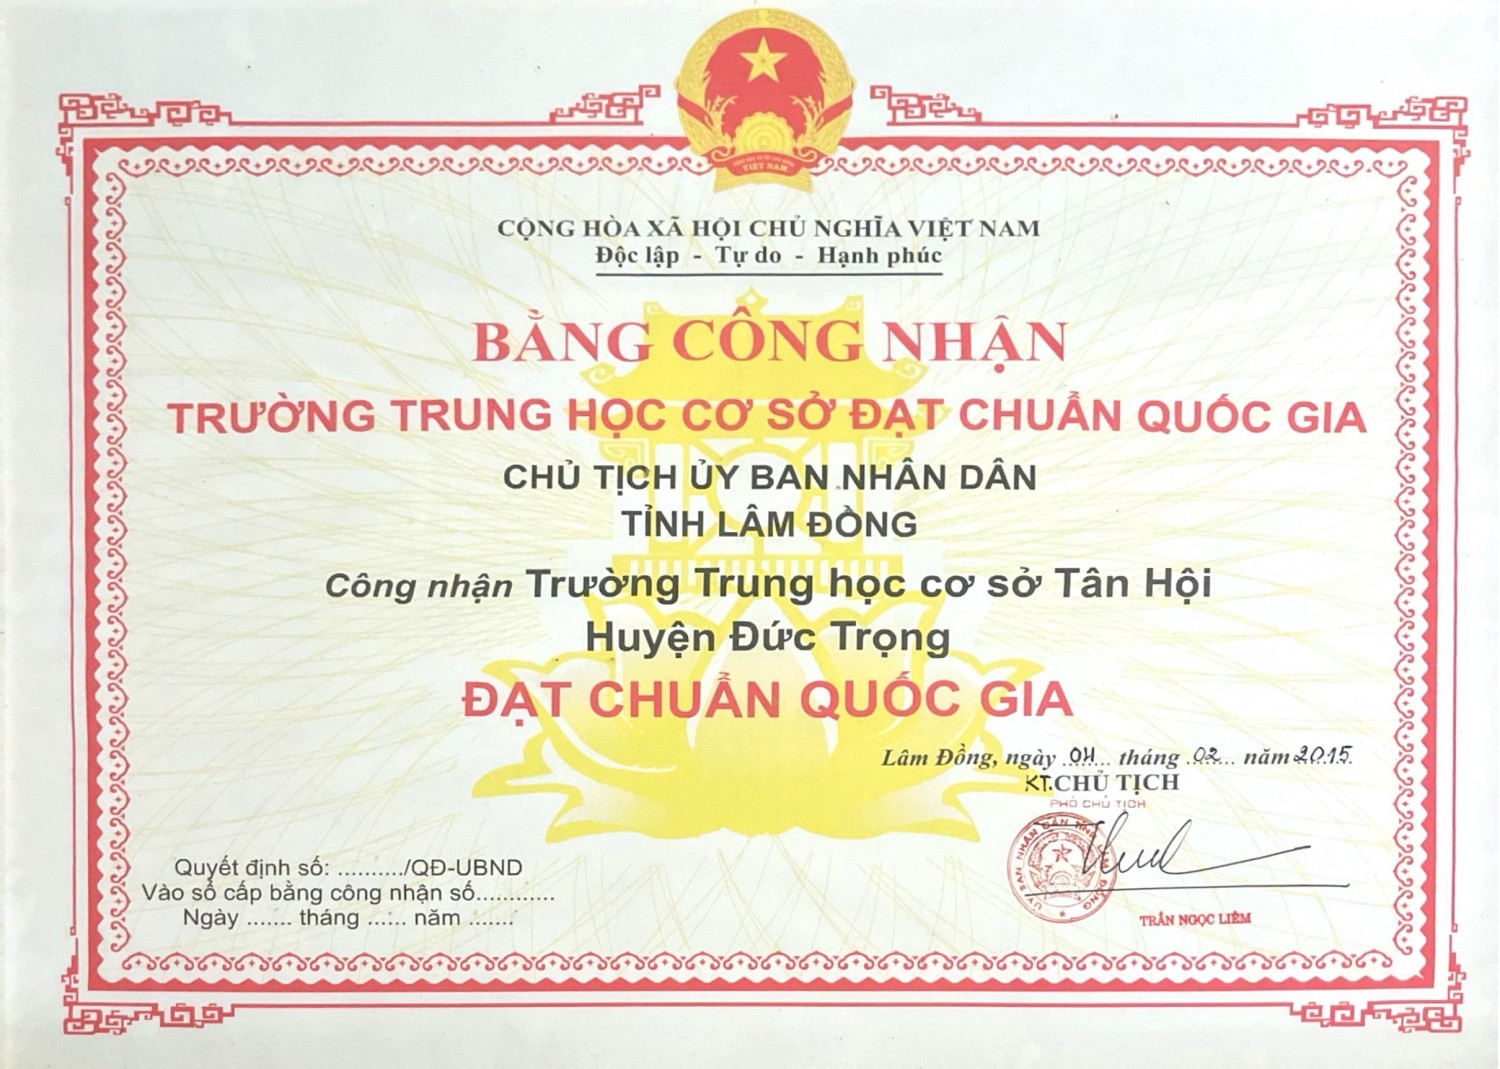 VIỆT NAM
CỘNG HÒA XÃ HỘI CHỦ NGHĨA VIỆT NAM
Độc lập - Tự do - Hạnh phúc
BẰNG CÔNG NHẬN
TRƯỜNG TRUNG HỌC CƠ SỞ ĐẠT CHUẨN QUỐC GIA
CHỦ TỊCH ỦY BAN NHÂN DÂN
TỈNH LÂM ĐỒNG
Công nhận Trường Trung học cơ sở Tân Hội
Huyện Đức Trọng
ĐẠT CHUẨN QUỐC GIA
Lâm Đồng, ngày 04 tháng 02 năm 2015
KT.CHỦ TỊCH
PHÓ CHỦ TỊCH
Quyết định số: ........../QĐ-UBND
Vào sổ cấp bằng công nhận số............
Ngày ....... tháng ...... năm .......
TRẦN NGỌC LIÊM